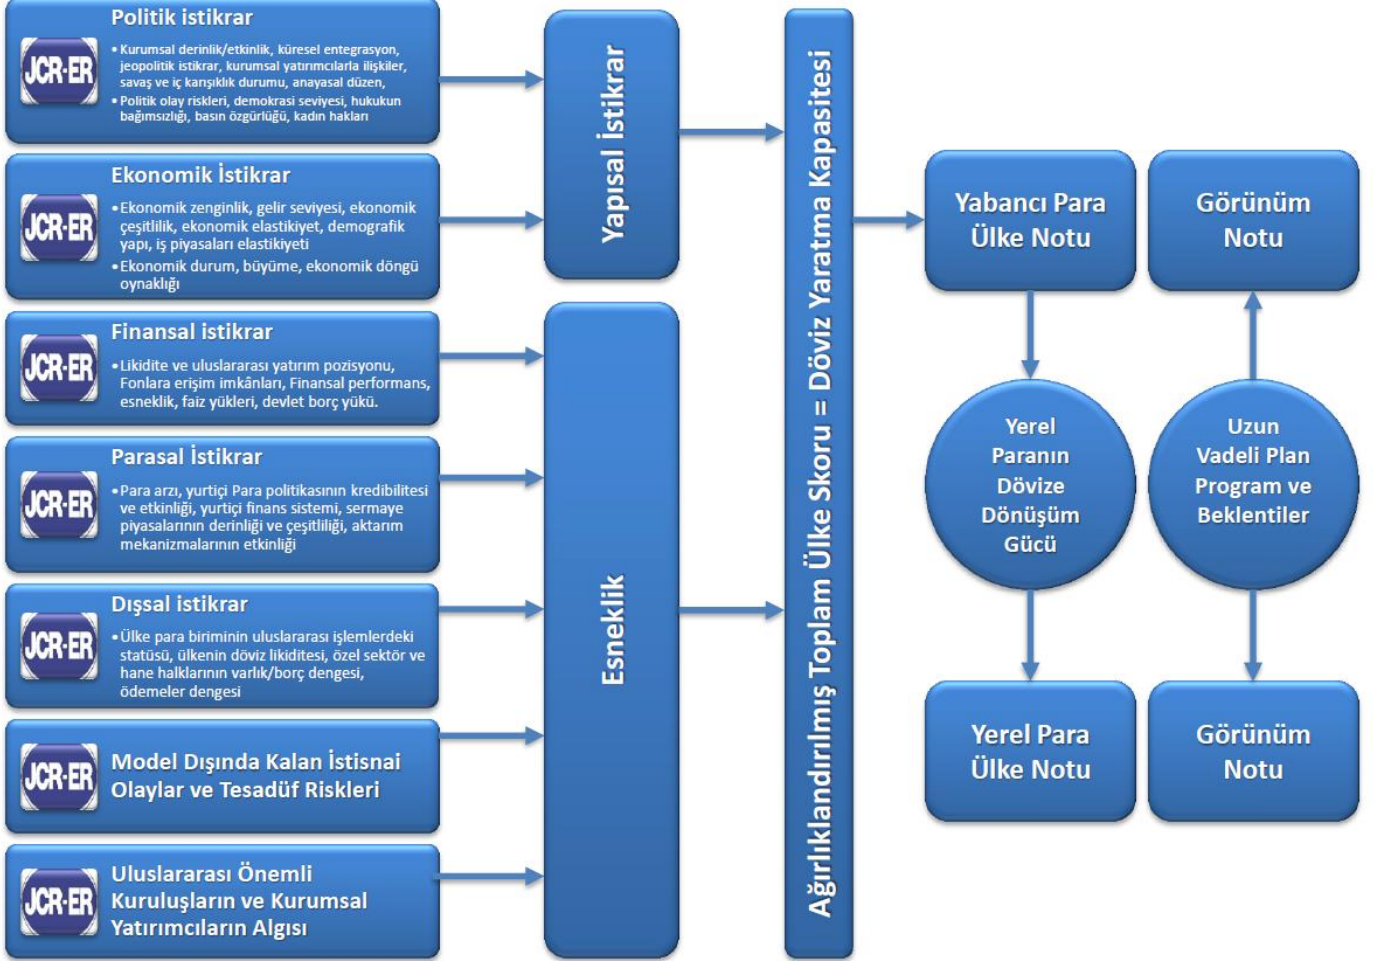 Politik istikrar
JCR-ER
• Kurumsal derinlik/etkinlik, küresel entegrasyon,
jeopolitik istikrar, kurumsal yatırımcılarla ilişkiler,
savaş ve iç karışıklık durumu, anayasal düzen,
• Politik olay riskleri, demokrasi seviyesi, hukukun
bağımsızlığı, basın özgürlüğü, kadın hakları
Ekonomik İstikrar
JCR-ER
• Ekonomik zenginlik, gelir seviyesi, ekonomik
çeşitlilik, ekonomik elastikiyet, demografik
yapı, iş piyasaları elastikiyeti
• Ekonomik durum, büyüme, ekonomik döngü
oynaklığı
Finansal istikrar
JCR-ER
• Likidite ve uluslararası yatırım pozisyonu,
Fonlara erişim imkânları, Finansal performans,
esneklik, faiz yükleri, devlet borç yükü.
Parasal İstikrar
JCR-ER
• Para arzı, yurtiçi Para politikasının kredibilitesi
ve etkinliği, yurtiçi finans sistemi, sermaye
piyasalarının derinliği ve çeşitliliği, aktarım
mekanizmalarının etkinliği
Dışsal istikrar
JCR-ER
• Ülke para biriminin uluslararası işlemlerdeki
statüsü, ülkenin döviz likiditesi, özel sektör ve
hane halklarının varlık/borç dengesi,
ödemeler dengesi
JCR-ER
Model Dışında Kalan İstisnai
Olaylar ve Tesadüf Riskleri
JCR-ER
Uluslararası Önemli
Kuruluşların ve Kurumsal
Yatırımcıların Algısı
Yapısal İstikrar
Esneklik
Ağırlıklandırılmış Toplam Ülke Skoru = Döviz Yaratma Kapasitesi
Yabancı Para
Ülke Notu
Görünüm
Notu
Yerel
Paranın
Dövize
Dönüşüm
Gücü
Uzun
Vadeli Plan
Program ve
Beklentiler
Yerel Para
Ülke Notu
Görünüm
Notu